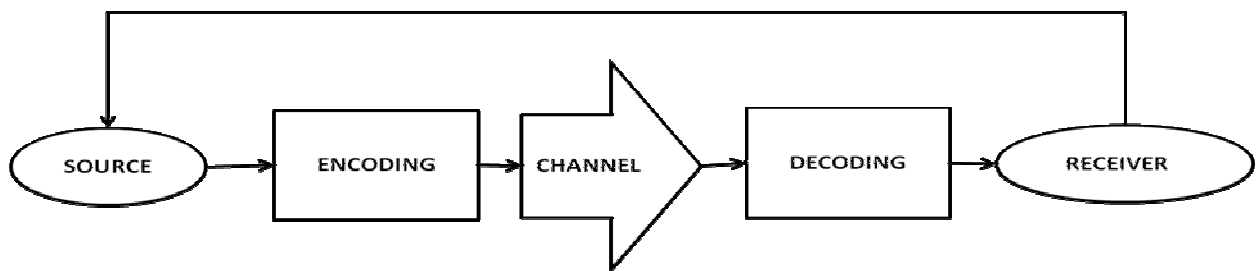 SOURCE
ENCODING
CHANNEL
DECODING
RECEIVER